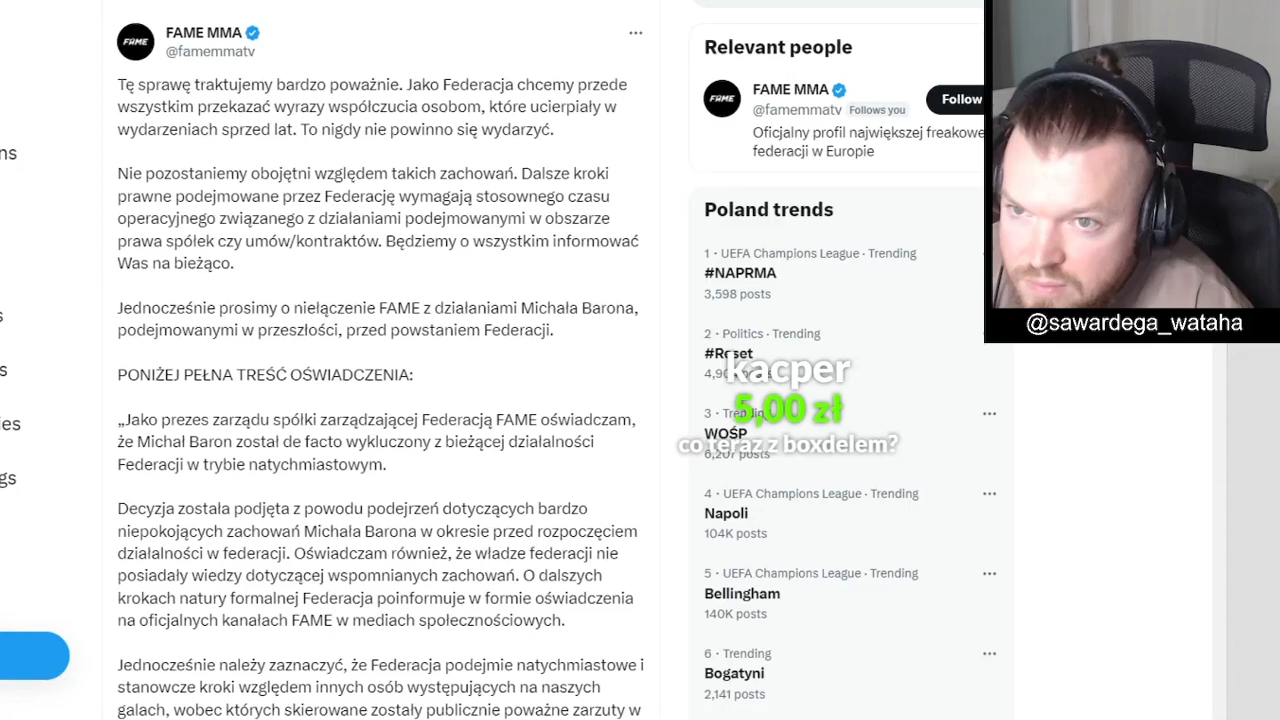 FAME MMA
@famemmatv
Tę sprawę traktujemy bardzo poważnie. Jako Federacja chcemy przede
wszystkim przekazać wyrazy współczucia osobom, które ucierpiały w
wydarzeniach sprzed lat. To nigdy nie powinno się wydarzyć.
Nie pozostaniemy obojętni względem takich zachowań. Dalsze kroki
prawne podejmowane przez Federację wymagają stosownego czasu
operacyjnego związanego z działaniami podejmowanymi w obszarze
prawa spółek czy umów/kontraktów. Będziemy o wszystkim informować
Was na bieżąco.
Jednocześnie prosimy o niełączenie FAME z działaniami Michała Barona,
podejmowanymi w przeszłości, przed powstaniem Federacji.
PONIŻEJ PEŁNA TREŚĆ OŚWIADCZENIA:
„Jako prezes zarządu spółki zarządzającej Federacją FAME oświadczam,
że Michał Baron został de facto wykluczony z bieżącej działalności
Federacji w trybie natychmiastowym.
Decyzja została podjęta z powodu podejrzeń dotyczących bardzo
niepokojących zachowań Michała Barona w okresie przed rozpoczęciem
działalności w federacji. Oświadczam również, że władze federacji nie
posiadały wiedzy dotyczącej wspomnianych zachowań. O dalszych
krokach natury formalnej Federacja poinformuje w formie oświadczenia
na oficjalnych kanałach FAME w mediach społecznościowych.
Jednocześnie należy zaznaczyć, że Federacja podejmie natychmiastowe i
stanowcze kroki względem innych osób występujących na naszych
galach, wobec których skierowane zostały publicznie poważne zarzuty w
ns
s
s
es
gs
Relevant people
FAME MMA
@famemmatv Follows you
Follow
Oficjalny profil największej freakowe
federacji w Europie
Poland trends
1 · UEFA Champions League · Trending
#NAPRMA
3,598 posts
2 · Politics · Trending
#Reset
kacper
5,00 zł
co teraz z boxdelem?
3 · Trending
WOŚP
6,207 posts
4 · UEFA Champions League · Trending
Napoli
104K posts
5 · UEFA Champions League · Trending
Bellingham
140K posts
6 · Trending
Bogatyni
2,141 posts
@sawardega_wataha